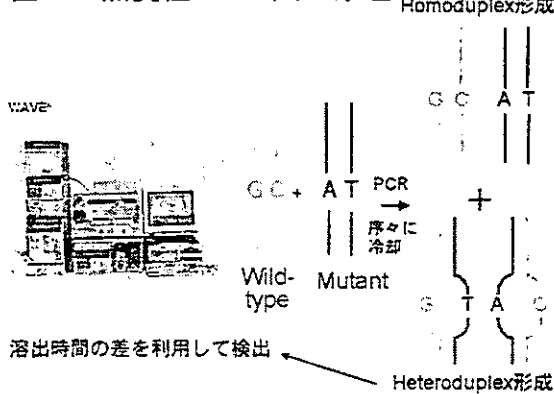 Homoduplex形成
G C A T
WAVE
G C + A T
PCR
序々に
冷却
+
Wild-
type
Mutant
G T A C
溶出時間の差を利用して検出
Heteroduplex形成